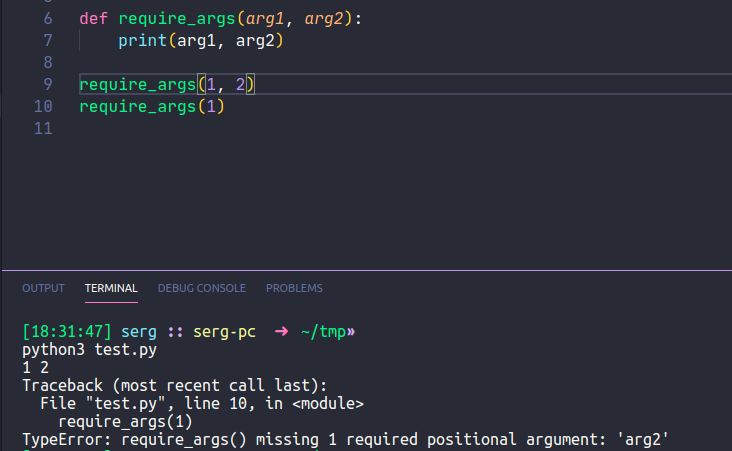 6 def require_args(arg1, arg2):
7     print(arg1, arg2)
8
9 require_args(1, 2)
10 require_args(1)
11
OUTPUT TERMINAL DEBUG CONSOLE PROBLEMS
[18:31:47] serg :: serg-pc ➜ ~/tmp»
python3 test.py
1 2
Traceback (most recent call last):
  File "test.py", line 10, in <module>
    require_args(1)
TypeError: require_args() missing 1 required positional argument: 'arg2'